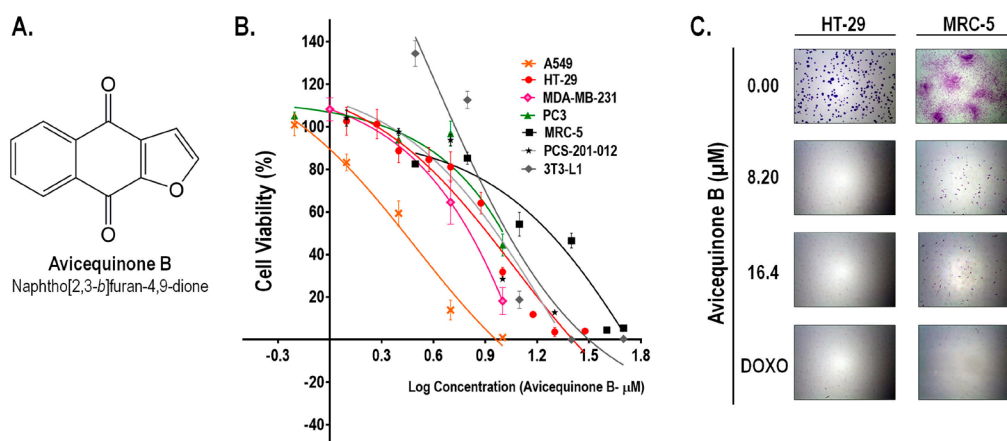 A.
O
O
O
Avicequinone B
Naphtho[2,3-b]furan-4,9-dione
B.
Cell Viability (%)
140
120
100
80
60
40
20
-20
-40
-0.3
0.3
0.6
0.9
1.2
1.5
1.8
Log Concentration (Avicequinone B- μM)
A549
HT-29
MDA-MB-231
PC3
MRC-5
PCS-201-012
3T3-L1
C.
HT-29
MRC-5
Avicequinone B (μM)
0.00
8.20
16.4
DOXO